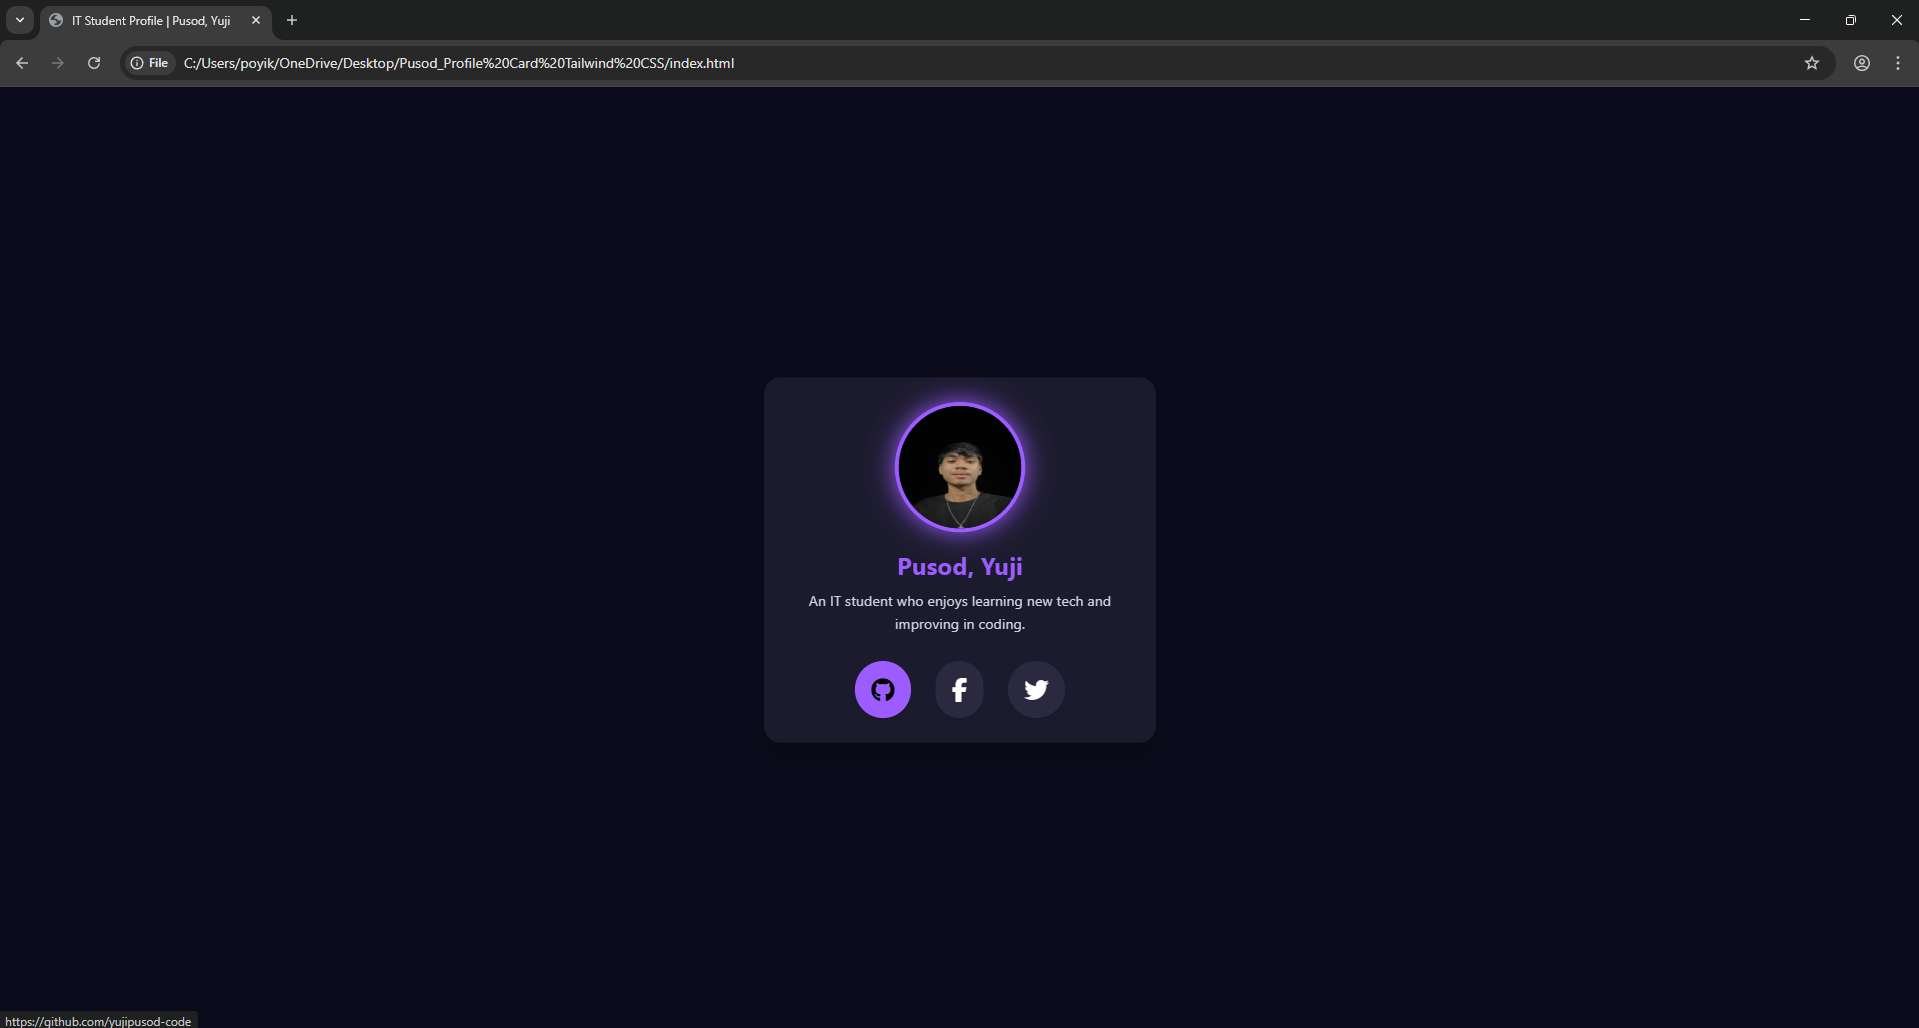 IT Student Profile | Pusod, Yuji
File C:/Users/poyik/OneDrive/Desktop/Pusod_Profile%20Card%20Tailwind%20CSS/index.html
Pusod, Yuji
An IT student who enjoys learning new tech and
improving in coding.
https://github.com/yujipusod-code